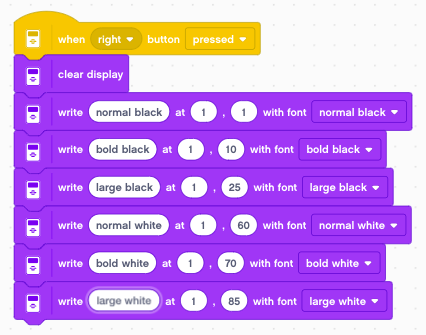 when right button pressed
clear display
write normal black at 1 , 1 with font normal black
write bold black at 1 , 10 with font bold black
write large black at 1 , 25 with font large black
write normal white at 1 , 60 with font normal white
write bold white at 1 , 70 with font bold white
write large white at 1 , 85 with font large white